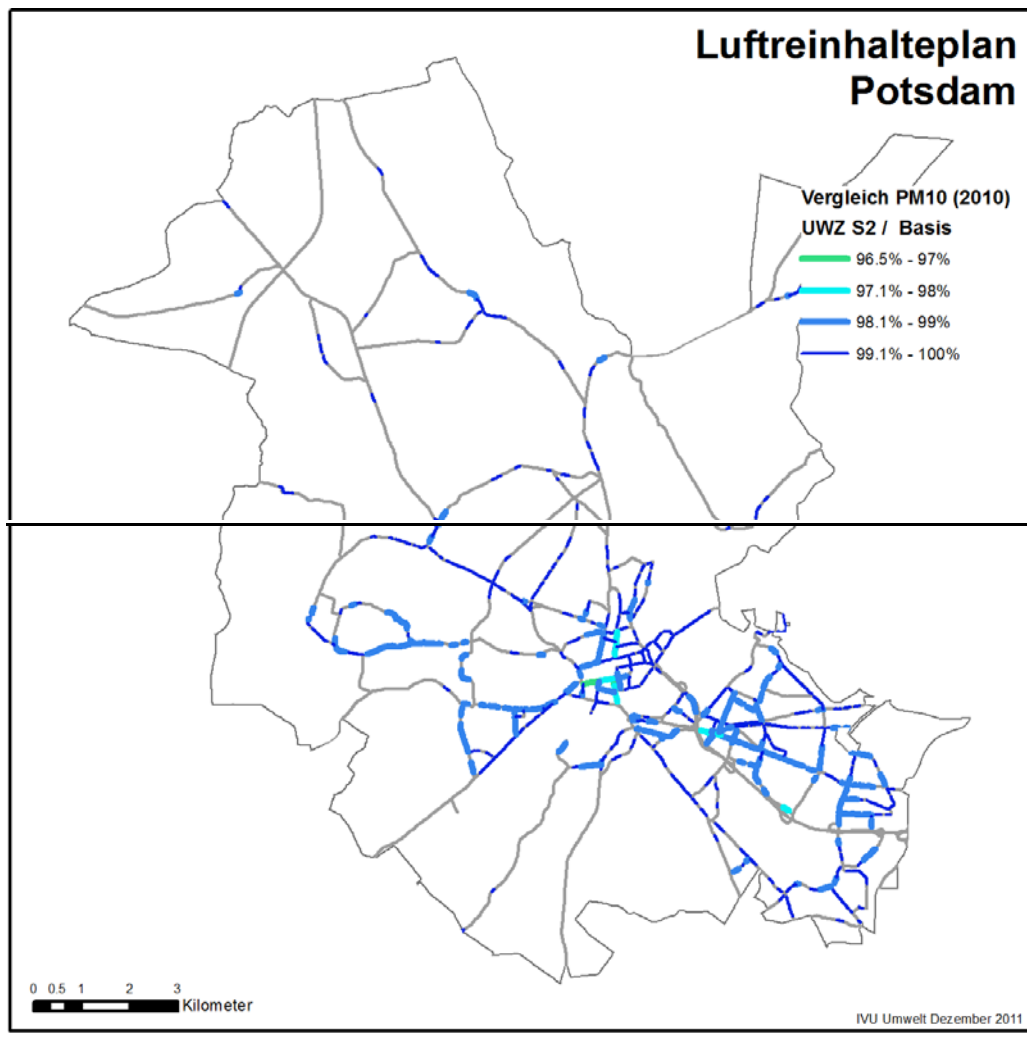 Luftreinhalteplan
Potsdam
Vergleich PM10 (2010)
UWZ S2 / Basis
96.5% - 97%
97.1% - 98%
98.1% - 99%
99.1% - 100%
0 0.5 1 2 3
Kilometer
IVU Umwelt Dezember 2011